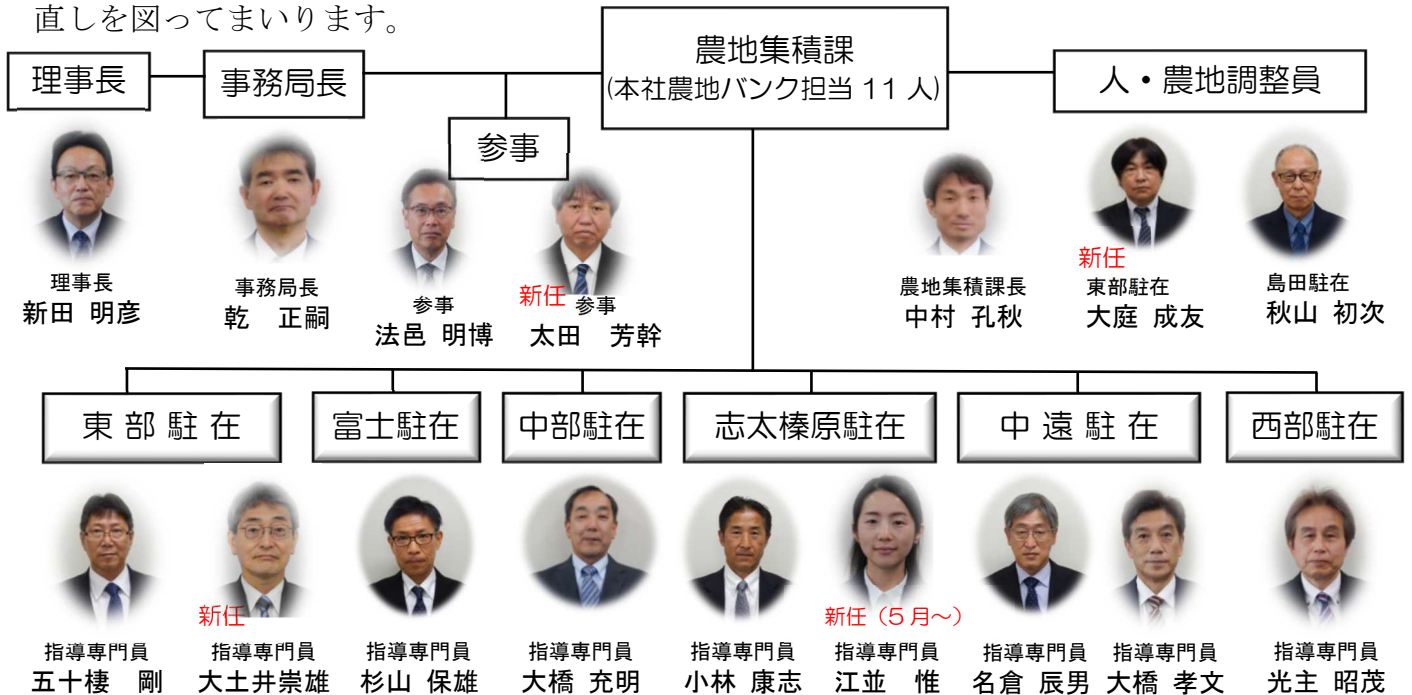 直しを図ってまいります。
理事長
事務局長
参事
農地集積課
(本社農地バンク担当 11 人)
人・農地調整員
理事長
新田 明彦
事務局長
乾　正嗣
参事
法邑 明博
新任
参事
太田　芳幹
農地集積課長
中村 孔秋
新任
東部駐在
大庭 成友
島田駐在
秋山 初次
東 部 駐 在
富士駐在
中部駐在
志太榛原駐在
中 遠 駐 在
西部駐在
指導専門員
五十棲　剛
新任
指導専門員
大土井崇雄
指導専門員
杉山 保雄
指導専門員
大橋 充明
指導専門員
小林 康志
新任（5 月～）
指導専門員
江並　惟
指導専門員
名倉 辰男
指導専門員
大橋 孝文
指導専門員
光主 昭茂